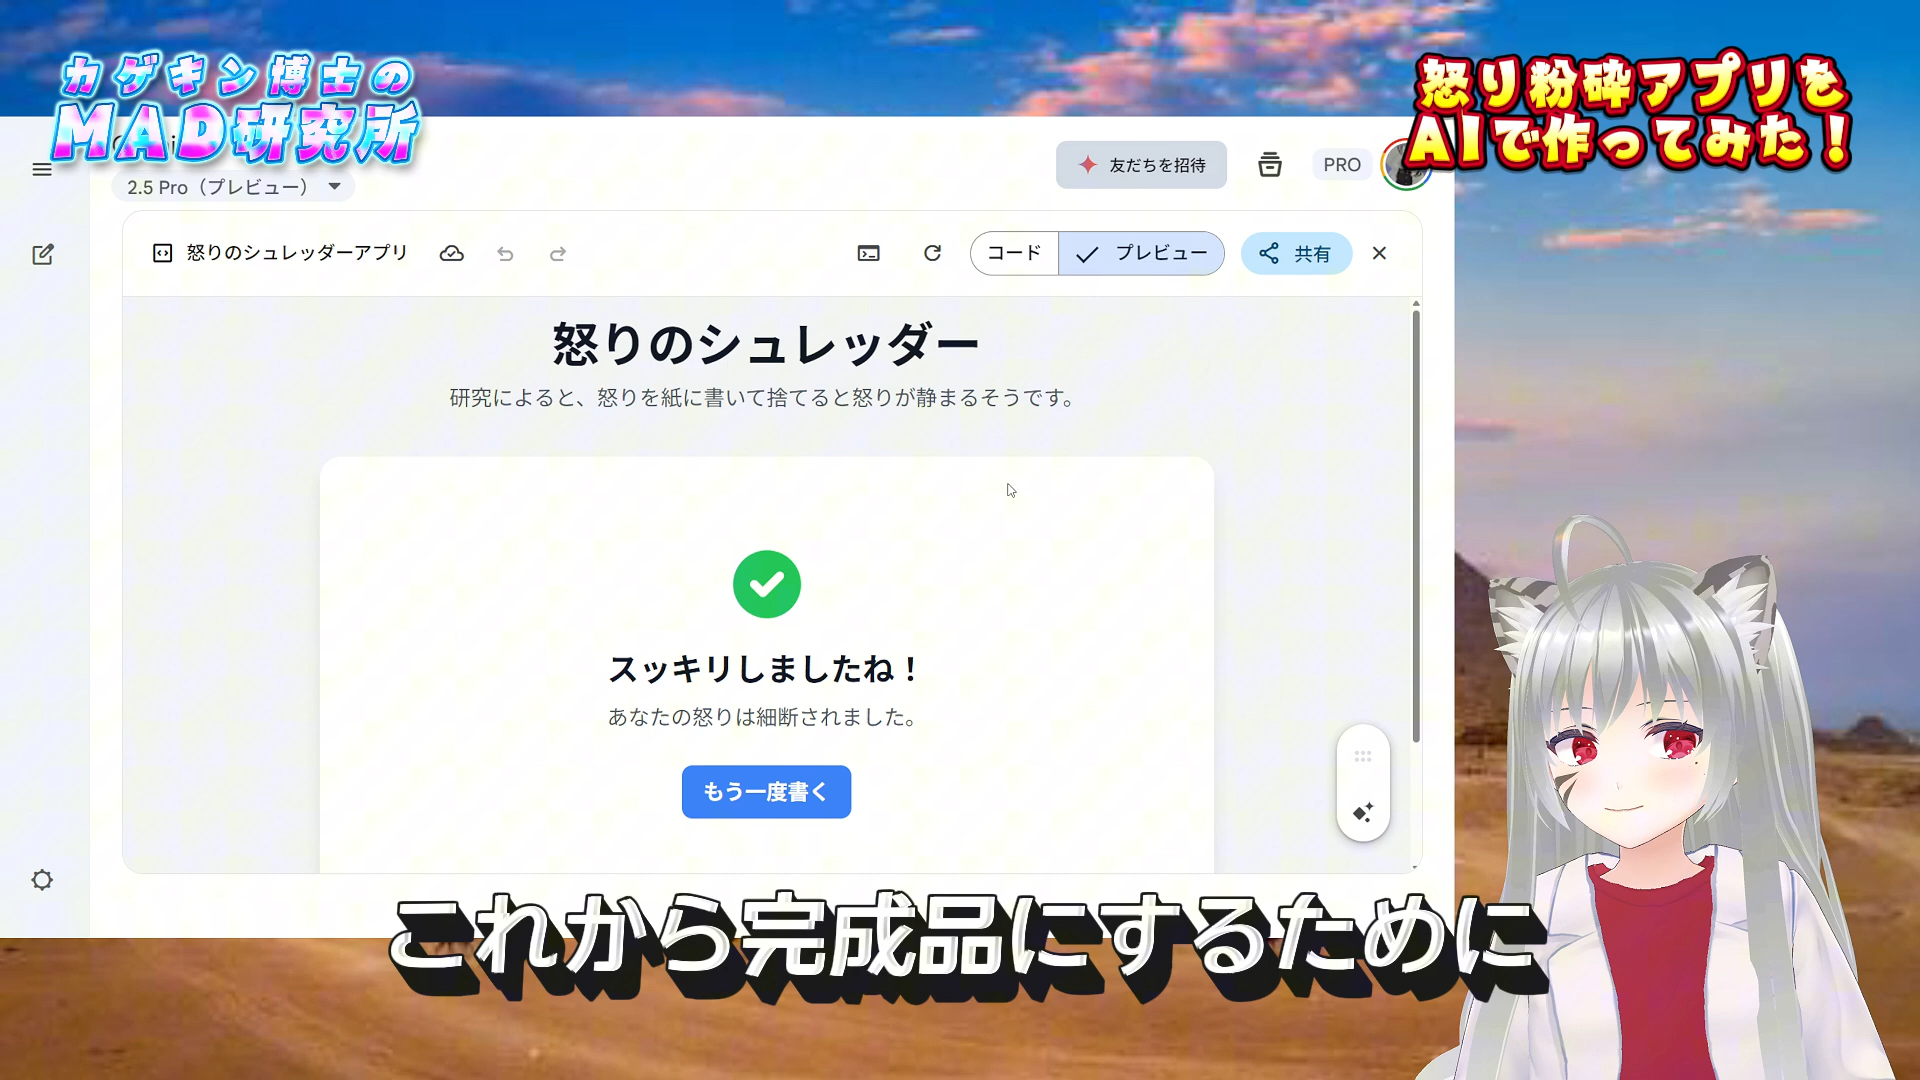 カゲキン博士の
MAD研究所
怒り粉砕アプリを
AIで作ってみた！
2.5 Pro（プレビュー）
友だちを招待
PRO
怒りのシュレッダーアプリ
コード
プレビュー
共有
怒りのシュレッダー
研究によると、怒りを紙に書いて捨てると怒りが静まるそうです。
スッキリしましたね！
あなたの怒りは細断されました。
もう一度書く
これから完成品にするために